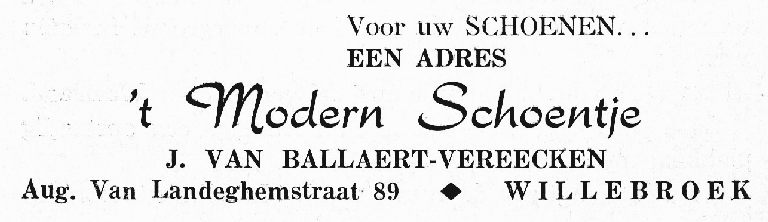 Voor uw SCHOENEN...
EEN ADRES
't Modern Schoentje
J. VAN BALLAERT-VEREECKEN
Aug. Van Landeghemstraat 89 ◆ WILLEBROEK